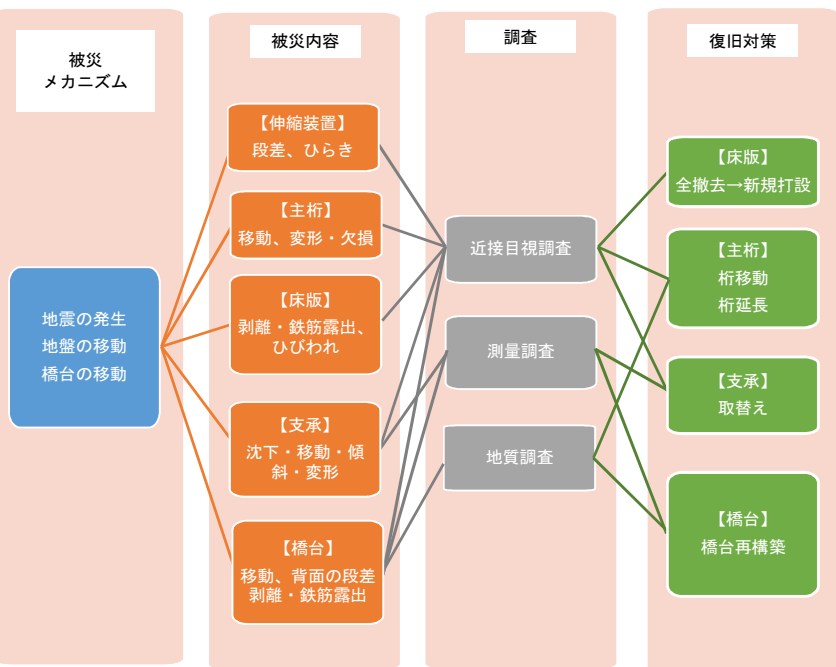 被災
メカニズム
地震の発生
地盤の移動
橋台の移動
被災内容
【伸縮装置】
段差、ひらき
【主桁】
移動、変形・欠損
【床版】
剥離・鉄筋露出、
ひびわれ
【支承】
沈下・移動・傾
斜・変形
【橋台】
移動、背面の段差
剥離・鉄筋露出
調査
近接目視調査
測量調査
地質調査
復旧対策
【床版】
全撤去→新規打設
【主桁】
桁移動
桁延長
【支承】
取替え
【橋台】
橋台再構築